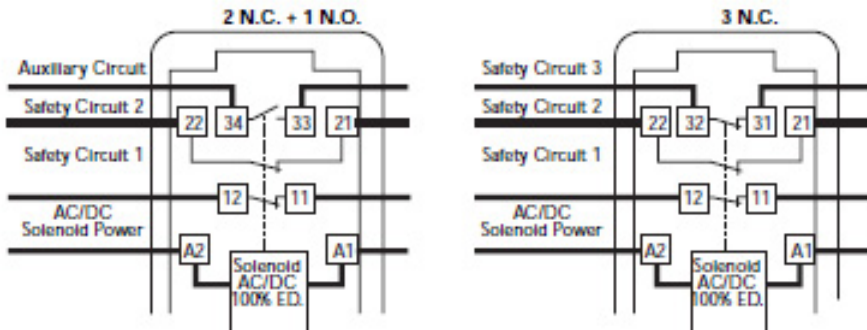 2 N.C. + 1 N.O.
Auxiliary Circuit
Safety Circuit 2
22 34 33 21
Safety Circuit 1
12 11
AC/DC
Solenoid Power
A2 A1
Solenoid
AC/DC
100% ED.
3 N.C.
Safety Circuit 3
Safety Circuit 2
22 32 31 21
Safety Circuit 1
12 11
AC/DC
Solenoid Power
A2 A1
Solenoid
AC/DC
100% ED.